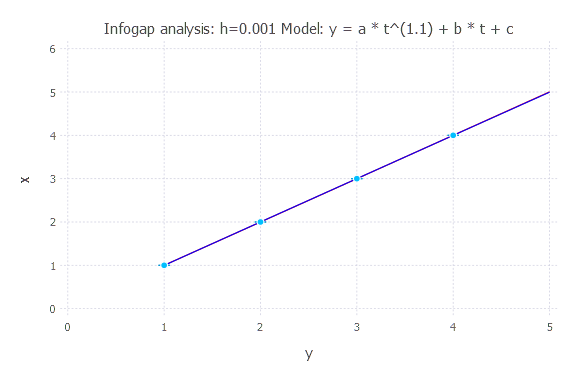 Infogap analysis: h=0.001 Model: y = a * t^(1.1) + b * t + c
6
5
4
3
2
1
0
x
0 1 2 3 4 5
y